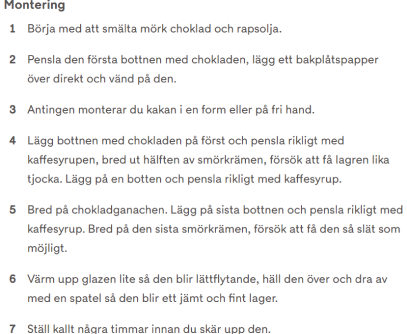 Montering
1 Börja med att smälta mörk choklad och rapsolja.
2 Pensla den första bottnen med chokladen, lägg ett bakplåtspapper
över direkt och vänd på den.
3 Antingen monterar du kakan i en form eller på fri hand.
4 Lägg bottnen med chokladen på först och pensla rikligt med
kaffesyrupen, bred ut hälften av smörkrämen, försök att få lagren lika
tjocka. Lägg på en botten och pensla rikligt med kaffesyrup.
5 Bred på chokladganachen. Lägg på sista bottnen och pensla rikligt med
kaffesyrup. Bred på den sista smörkrämen, försök att få den så slät som
möjligt.
6 Värm upp glazen lite så den blir lättflytande, häll den över och dra av
med en spatel så den blir ett jämt och fint lager.
7 Ställ kallt några timmar innan du skär upp den.